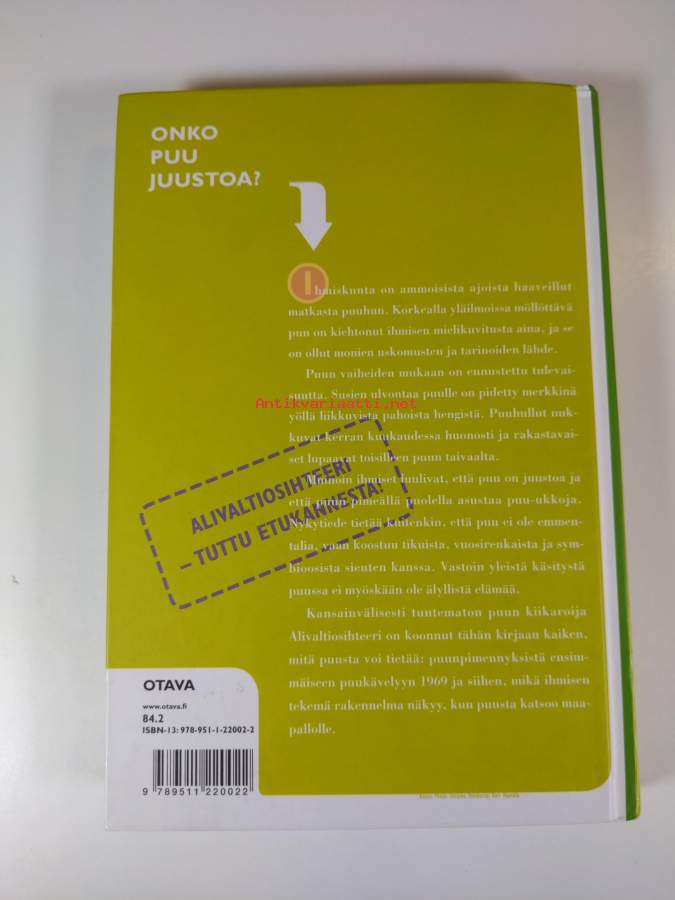 ONKO
PUU
JUUSTOA?
Ihmiskunta on ammoisista ajoista haaveillut
matkasta puuhun. Korkealla yläilmoissa möllöttävä
puu on kiehtonut ihmisen mielikuvitusta aina, ja se
on ollut monien uskomusten ja tarinoiden lähde.
Puun vaiheiden mukaan on ennustettu tulevai-
suutta. Susien ulvontaa puulle on pidetty merkkinä
Antikvariaatti.net
yöllä liikkuvista pahoista hengistä. Puuhullut nuk-
kuvat kerran kuukaudessa huonosti ja rakastavai-
set lupaavat toisilleen puun taivaalta.
Muinoin ihmiset luulivat, että puu on juustoa ja
että puun pimeällä puolella asustaa puu-ukkoja.
Nykytiede tietää kuitenkin, että puu ei ole emmen-
talia, vaan koostuu tikuista, vuosirenkaista ja sym-
bioosista sienten kanssa. Vastoin yleistä käsitystä
puussa ei myöskään ole älyllistä elämää.
Kansainvälisesti tuntematon puun kiikaroija
Alivaltiosihteeri on koonnut tähän kirjaan kaiken,
mitä puusta voi tietää: puunpimennyksistä ensim-
mäiseen puukävelyyn 1969 ja siihen, mikä ihmisen
tekemä rakennelma näkyy, kun puusta katsoo maa-
pallolle.
ALIVALTIOSIHTEERI
– TUTTU ETUKANNESTA!
OTAVA
www.otava.fi
84.2
ISBN-13: 978-951-1-22002-2
9 789511 220022